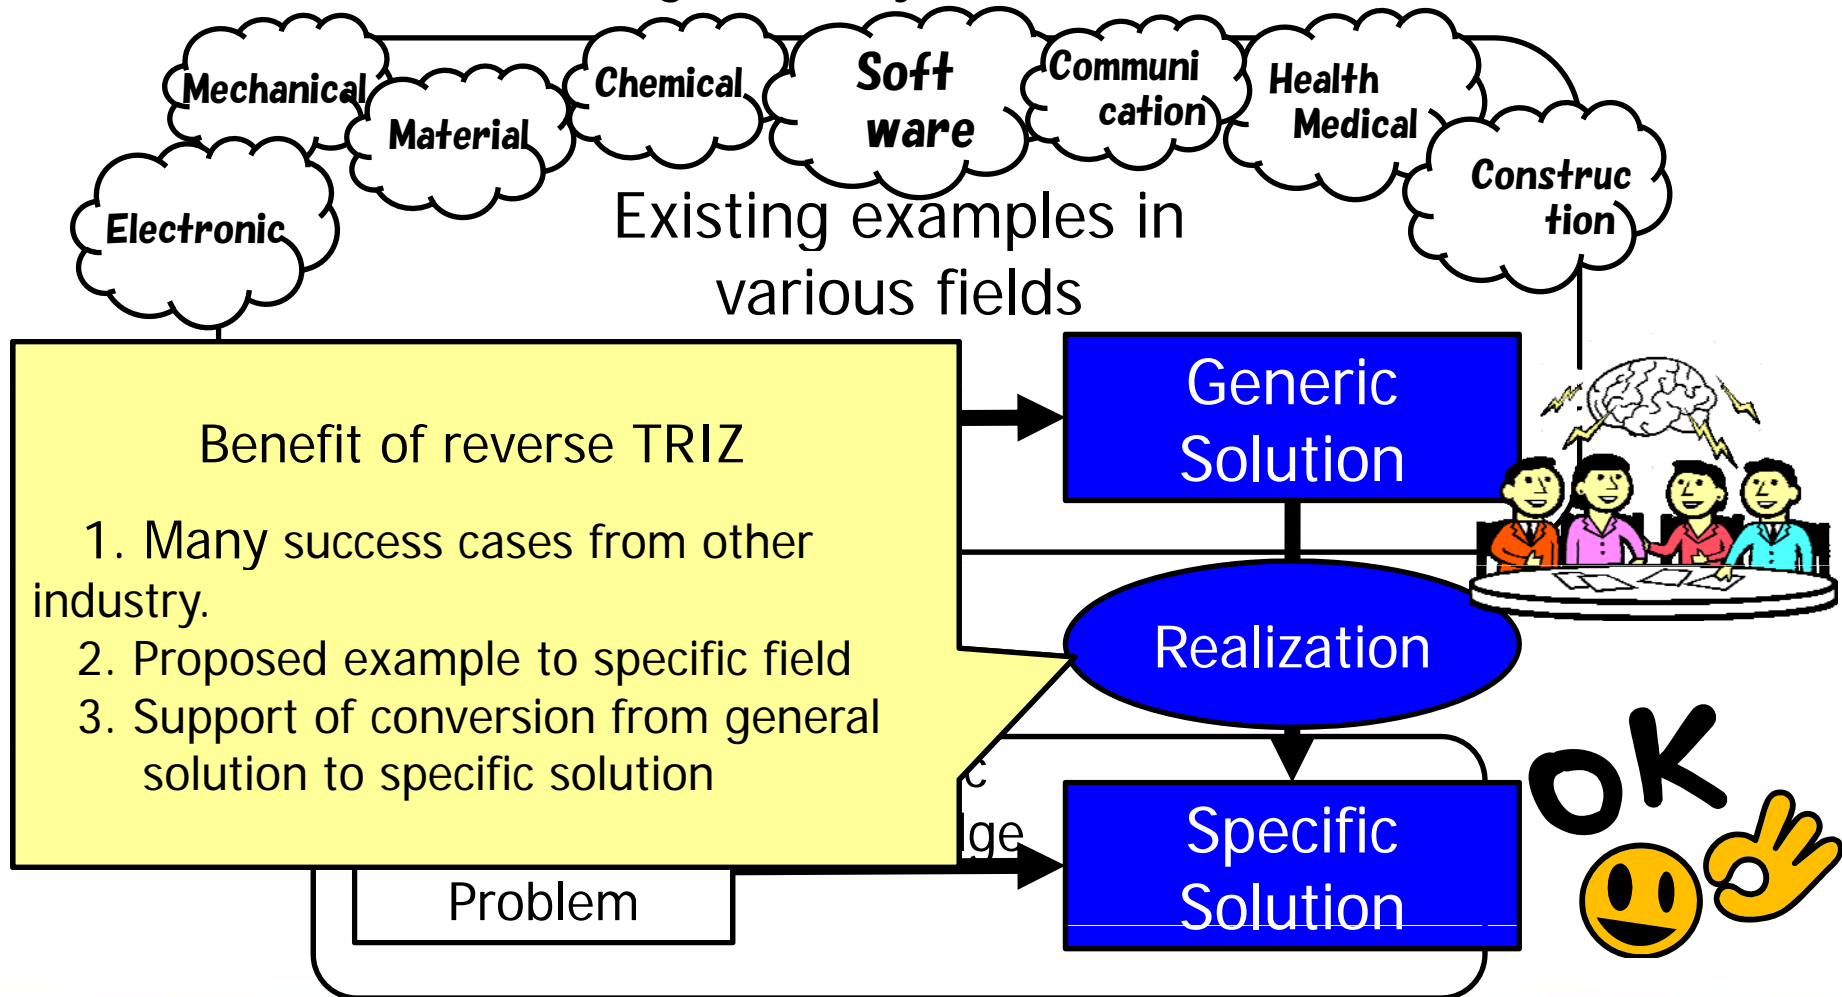 Mechanical
Material
Chemical
Soft
ware
Communi
cation
Health
Medical
Construc
tion
Electronic
Existing examples in
various fields
Benefit of reverse TRIZ
1. Many success cases from other
industry.
2. Proposed example to specific field
3. Support of conversion from general
solution to specific solution
Generic
Solution
Realization
Specific
Solution
Problem
OK